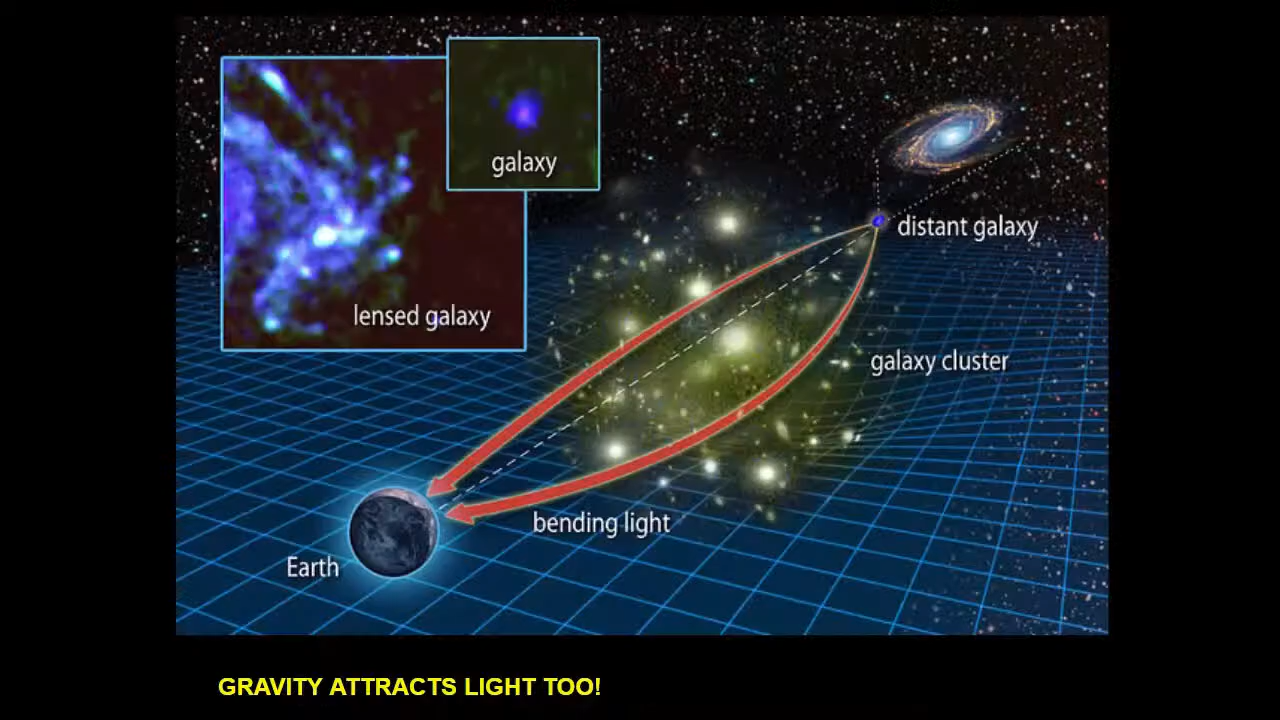 galaxy
lensed galaxy
distant galaxy
galaxy cluster
bending light
Earth
GRAVITY ATTRACTS LIGHT TOO!